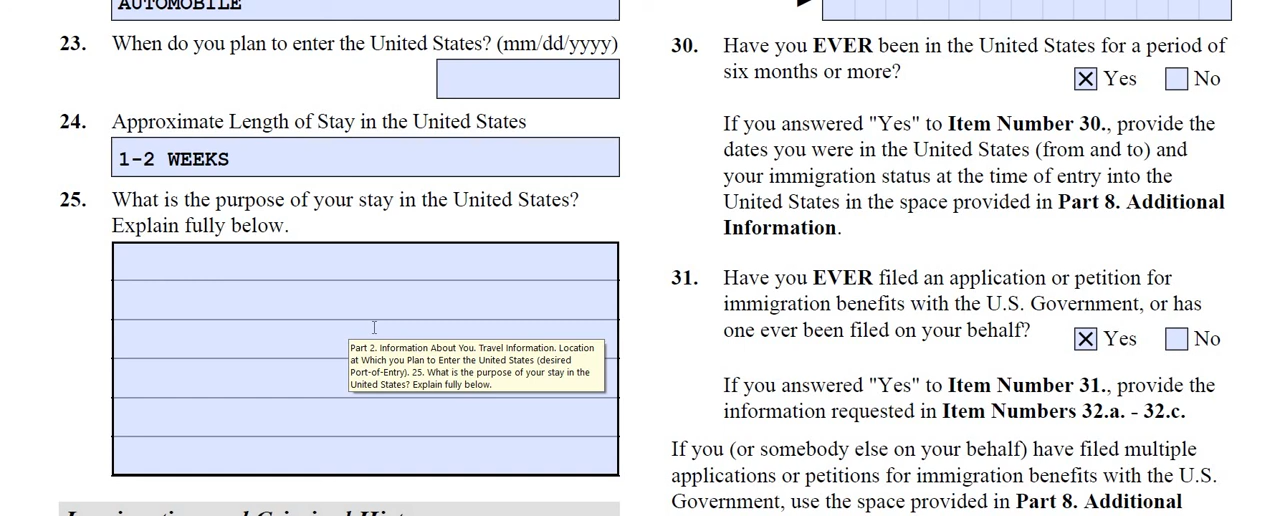 AUTOMOBILE
23. When do you plan to enter the United States? (mm/dd/yyyy)
24. Approximate Length of Stay in the United States
1-2 WEEKS
25. What is the purpose of your stay in the United States?
Explain fully below.
Part 2. Information About You. Travel Information. Location
at Which you Plan to Enter the United States (desired
Port-of-Entry). 25. What is the purpose of your stay in the
United States? Explain fully below.
30. Have you EVER been in the United States for a period of
six months or more?
Yes No
If you answered "Yes" to Item Number 30., provide the
dates you were in the United States (from and to) and
your immigration status at the time of entry into the
United States in the space provided in Part 8. Additional
Information.
31. Have you EVER filed an application or petition for
immigration benefits with the U.S. Government, or has
one ever been filed on your behalf?
Yes No
If you answered "Yes" to Item Number 31., provide the
information requested in Item Numbers 32.a. - 32.c.
If you (or somebody else on your behalf) have filed multiple
applications or petitions for immigration benefits with the U.S.
Government, use the space provided in Part 8. Additional